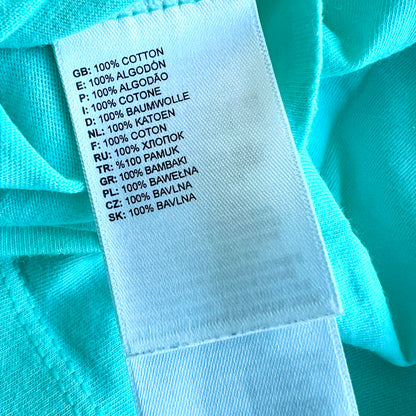 GB: 100% COTTON
E: 100% ALGODÓN
P: 100% ALGODÃO
I: 100% COTONE
D: 100% BAUMWOLLE
NL: 100% KATOEN
F: 100% COTON
RU: 100% ХЛОПОК
TR: %100 PAMUK
GR: 100% BAMBAKI
PL: 100% BAWEŁNA
CZ: 100% BAVLNA
SK: 100% BAVLNA